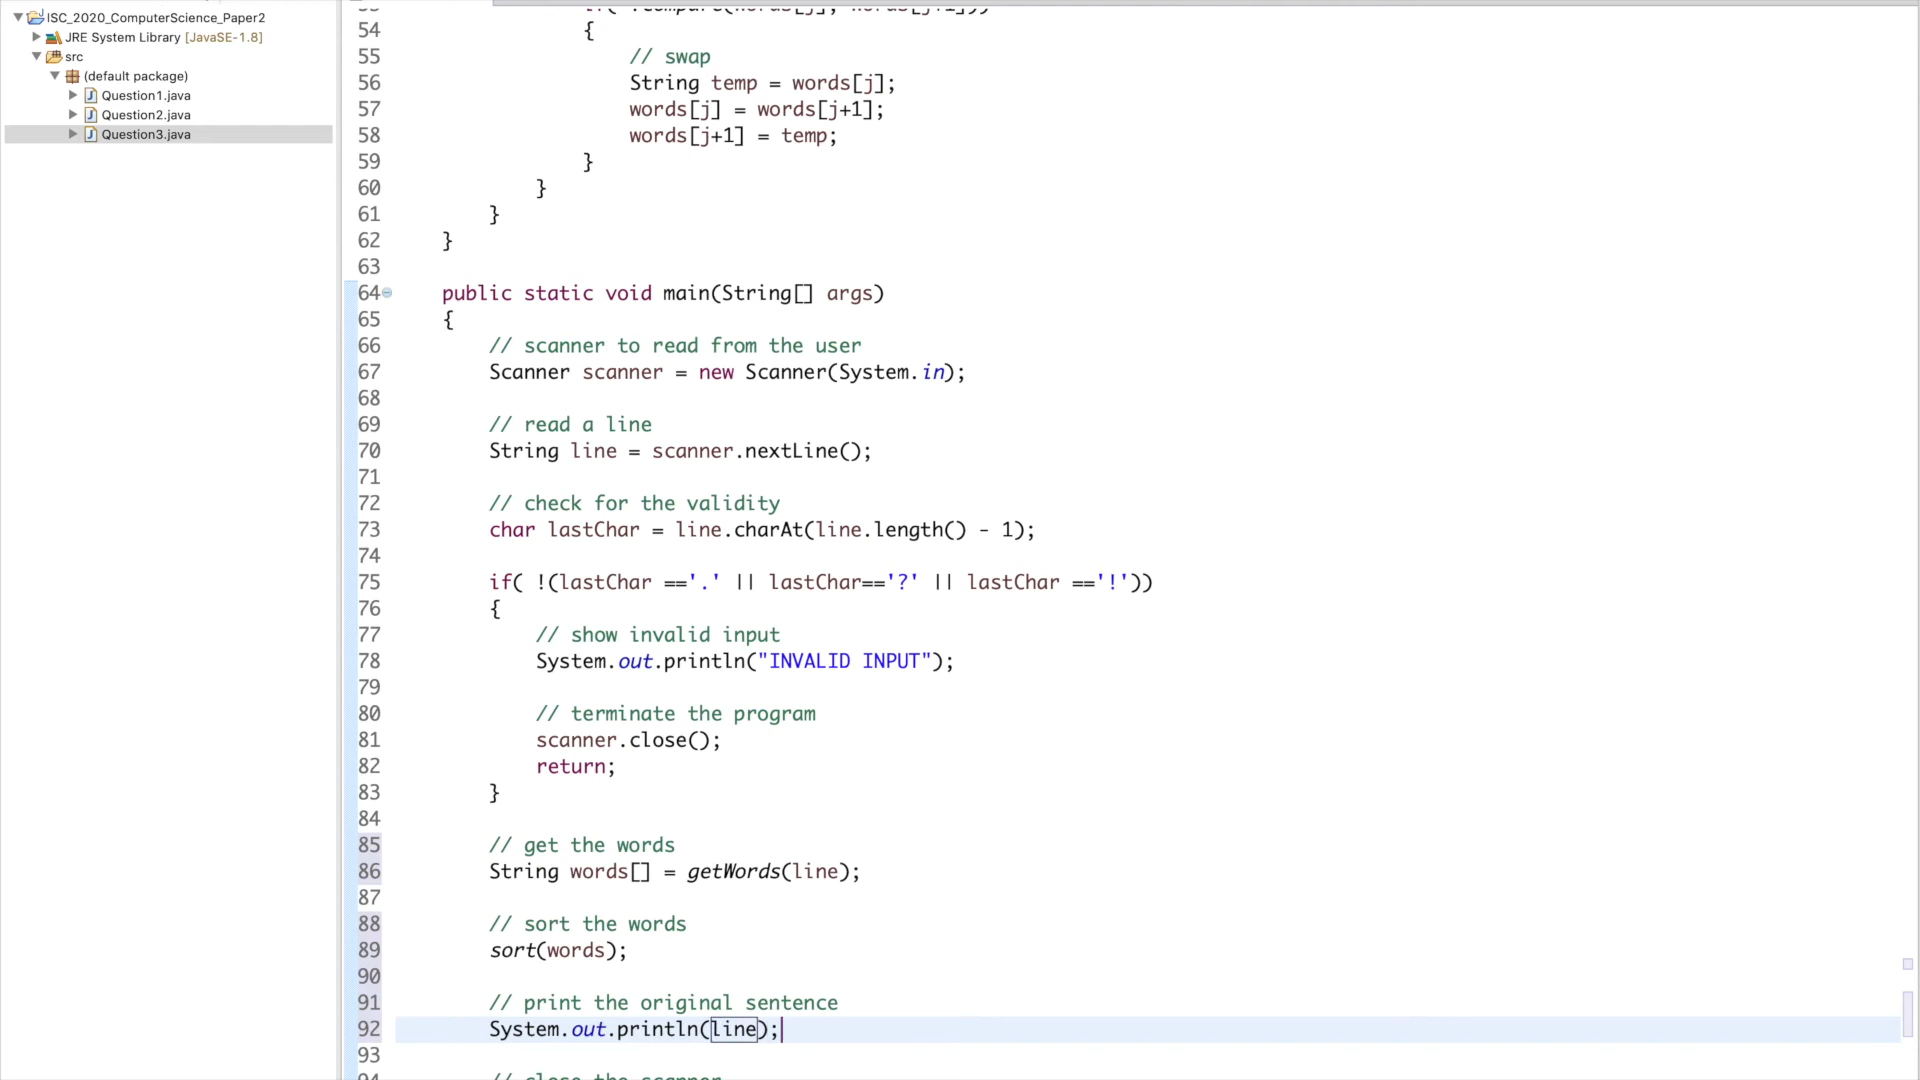 ISC_2020_ComputerScience_Paper2
JRE System Library [JavaSE-1.8]
src
(default package)
Question1.java
Question2.java
Question3.java
54 {
55 // swap
56 String temp = words[j];
57 words[j] = words[j+1];
58 words[j+1] = temp;
59 }
60 }
61 }
62 }
63
64 public static void main(String[] args)
65 {
66 // scanner to read from the user
67 Scanner scanner = new Scanner(System.in);
68
69 // read a line
70 String line = scanner.nextLine();
71
72 // check for the validity
73 char lastChar = line.charAt(line.length() - 1);
74
75 if( !(lastChar =='.' || lastChar=='?' || lastChar =='!'))
76 {
77 // show invalid input
78 System.out.println("INVALID INPUT");
79
80 // terminate the program
81 scanner.close();
82 return;
83 }
84
85 // get the words
86 String words[] = getWords(line);
87
88 // sort the words
89 sort(words);
90
91 // print the original sentence
92 System.out.println(line);
93